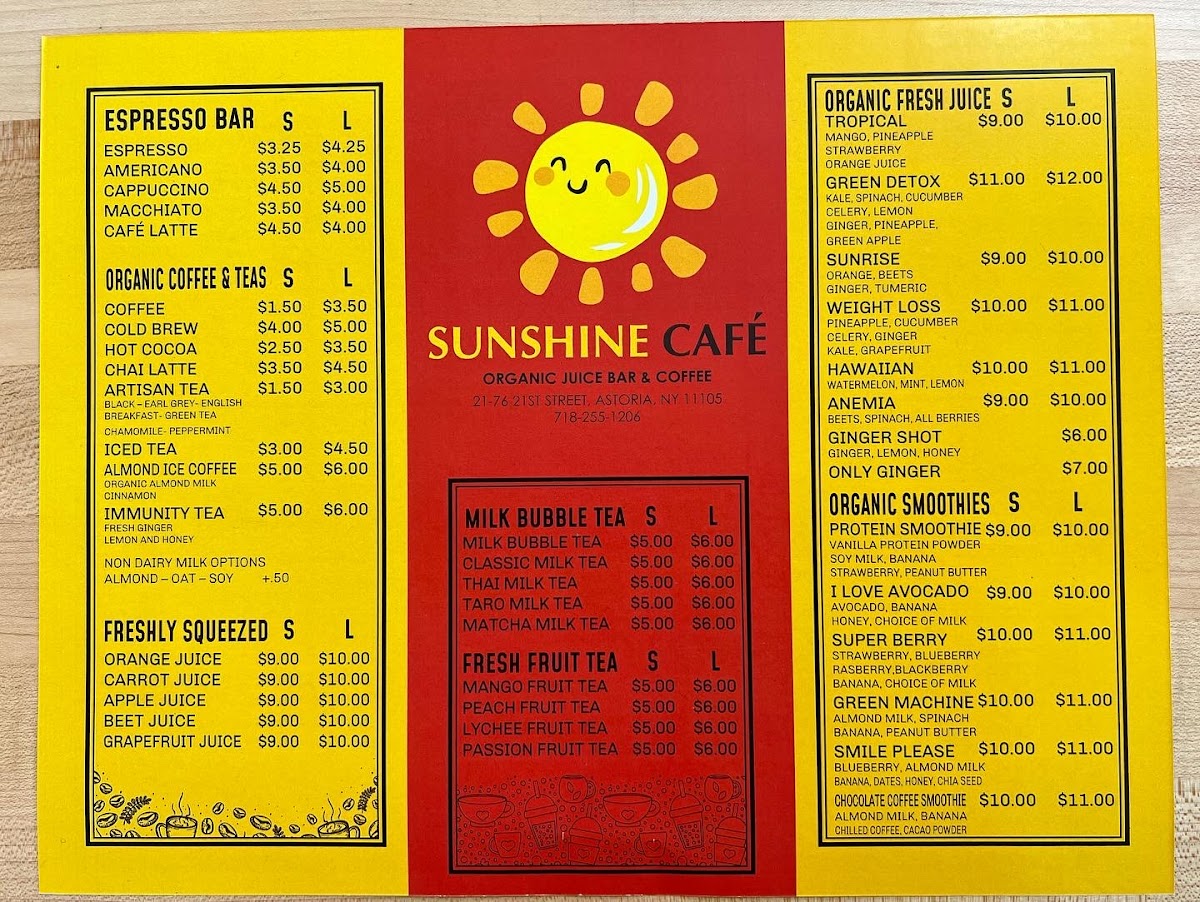 ESPRESSO BAR S L
ESPRESSO $3.25 $4.25
AMERICANO $3.50 $4.00
CAPPUCCINO $4.50 $5.00
MACCHIATO $3.50 $4.00
CAFÉ LATTE $4.50 $4.00
ORGANIC COFFEE & TEAS S L
COFFEE $1.50 $3.50
COLD BREW $4.00 $5.00
HOT COCOA $2.50 $3.50
CHAI LATTE $3.50 $4.50
ARTISAN TEA $1.50 $3.00
BLACK – EARL GREY- ENGLISH
BREAKFAST- GREEN TEA
CHAMOMILE- PEPPERMINT
ICED TEA $3.00 $4.50
ALMOND ICE COFFEE $5.00 $6.00
ORGANIC ALMOND MILK
CINNAMON
IMMUNITY TEA $5.00 $6.00
FRESH GINGER
LEMON AND HONEY
NON DAIRY MILK OPTIONS
ALMOND – OAT – SOY +.50
FRESHLY SQUEEZED S L
ORANGE JUICE $9.00 $10.00
CARROT JUICE $9.00 $10.00
APPLE JUICE $9.00 $10.00
BEET JUICE $9.00 $10.00
GRAPEFRUIT JUICE $9.00 $10.00
SUNSHINE CAFÉ
ORGANIC JUICE BAR & COFFEE
21-76 21ST STREET, ASTORIA, NY 11105
718-255-1206
MILK BUBBLE TEA S L
MILK BUBBLE TEA $5.00 $6.00
CLASSIC MILK TEA $5.00 $6.00
THAI MILK TEA $5.00 $6.00
TARO MILK TEA $5.00 $6.00
MATCHA MILK TEA $5.00 $6.00
FRESH FRUIT TEA S L
MANGO FRUIT TEA $5.00 $6.00
PEACH FRUIT TEA $5.00 $6.00
LYCHEE FRUIT TEA $5.00 $6.00
PASSION FRUIT TEA $5.00 $6.00
ORGANIC FRESH JUICE S L
TROPICAL $9.00 $10.00
MANGO, PINEAPPLE
STRAWBERRY
ORANGE JUICE
GREEN DETOX $11.00 $12.00
KALE, SPINACH, CUCUMBER
CELERY, LEMON
GINGER, PINEAPPLE,
GREEN APPLE
SUNRISE $9.00 $10.00
ORANGE, BEETS
GINGER, TUMERIC
WEIGHT LOSS $10.00 $11.00
PINEAPPLE, CUCUMBER
CELERY, GINGER
KALE, GRAPEFRUIT
HAWAIIAN $10.00 $11.00
WATERMELON, MINT, LEMON
ANEMIA $9.00 $10.00
BEETS, SPINACH, ALL BERRIES
GINGER SHOT $6.00
GINGER, LEMON, HONEY
ONLY GINGER $7.00
ORGANIC SMOOTHIES S L
PROTEIN SMOOTHIE $9.00 $10.00
VANILLA PROTEIN POWDER
SOY MILK, BANANA
STRAWBERRY, PEANUT BUTTER
I LOVE AVOCADO $9.00 $10.00
AVOCADO, BANANA
HONEY, CHOICE OF MILK
SUPER BERRY $10.00 $11.00
STRAWBERRY, BLUEBERRY
RASBERRY,BLACKBERRY
BANANA, CHOICE OF MILK
GREEN MACHINE $10.00 $11.00
ALMOND MILK, SPINACH
BANANA, PEANUT BUTTER
SMILE PLEASE $10.00 $11.00
BLUEBERRY, ALMOND MILK
BANANA, DATES, HONEY, CHIA SEED
CHOCOLATE COFFEE SMOOTHIE $10.00 $11.00
ALMOND MILK, BANANA
CHILLED COFFEE, CACAO POWDER